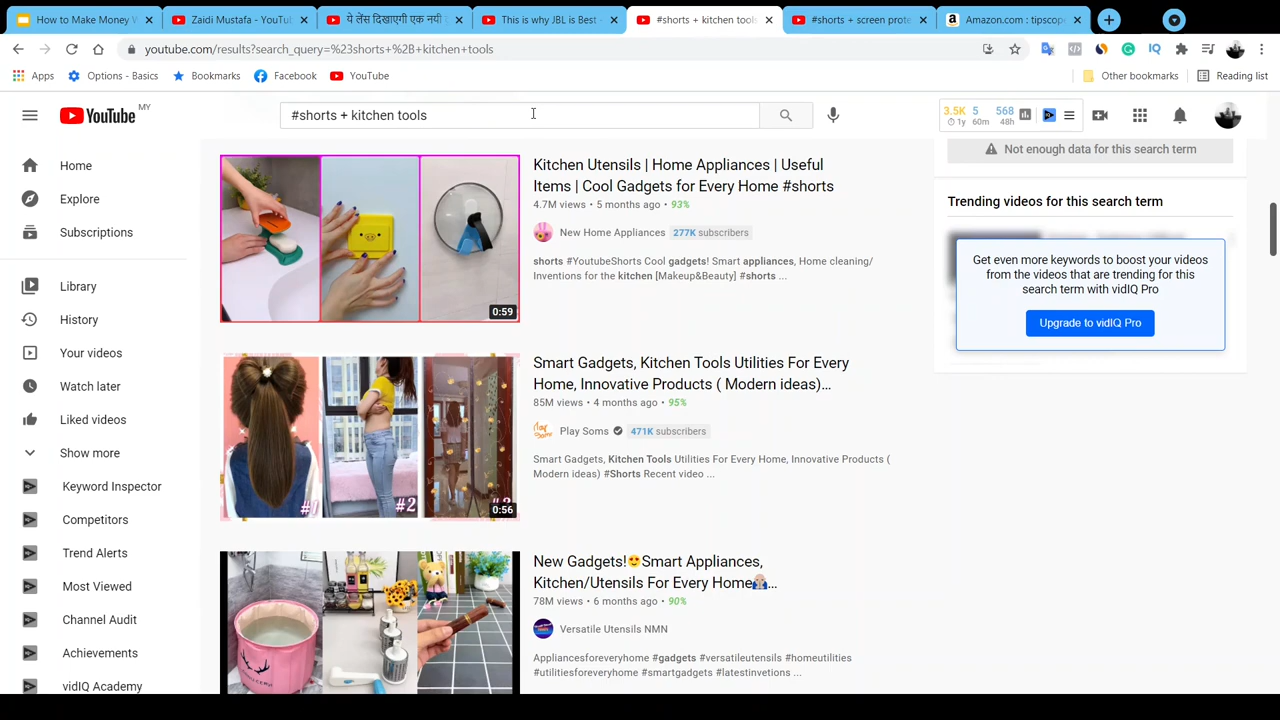 How to Make Money W
Zaidi Mustafa - YouTu
ये लेंस दिखाएगी एक नयी
This is why JBL is Best -
#shorts + kitchen tools
#shorts + screen prote
Amazon.com : tipscop
youtube.com/results?search_query=%23shorts+%2B+kitchen+tools
Apps
Options - Basics
Bookmarks
Facebook
YouTube
Other bookmarks
Reading list
YouTube MY
#shorts + kitchen tools
3.5K 5 568
1y 60m 48h
Home
Explore
Subscriptions
Library
History
Your videos
Watch later
Liked videos
Show more
Keyword Inspector
Competitors
Trend Alerts
Most Viewed
Channel Audit
Achievements
vidIQ Academy
0:59
Kitchen Utensils | Home Appliances | Useful
Items | Cool Gadgets for Every Home #shorts
4.7M views • 5 months ago • 93%
New Home Appliances 277K subscribers
shorts #YoutubeShorts Cool gadgets! Smart appliances, Home cleaning/
Inventions for the kitchen [Makeup&Beauty] #shorts ...
#1
#2
0:56
Smart Gadgets, Kitchen Tools Utilities For Every
Home, Innovative Products ( Modern ideas)...
85M views • 4 months ago • 95%
Play Soms 471K subscribers
Smart Gadgets, Kitchen Tools Utilities For Every Home, Innovative Products (
Modern ideas) #Shorts Recent video ...
New Gadgets!😍Smart Appliances,
Kitchen/Utensils For Every Home🙏...
78M views • 6 months ago • 90%
Versatile Utensils NMN
Appliancesforeveryhome #gadgets #versatileutensils #homeutilities
#utilitiesforeveryhome #smartgadgets #latestinvetions ...
Not enough data for this search term
Trending videos for this search term
Get even more keywords to boost your videos
from the videos that are trending for this
search term with vidIQ Pro
Upgrade to vidIQ Pro